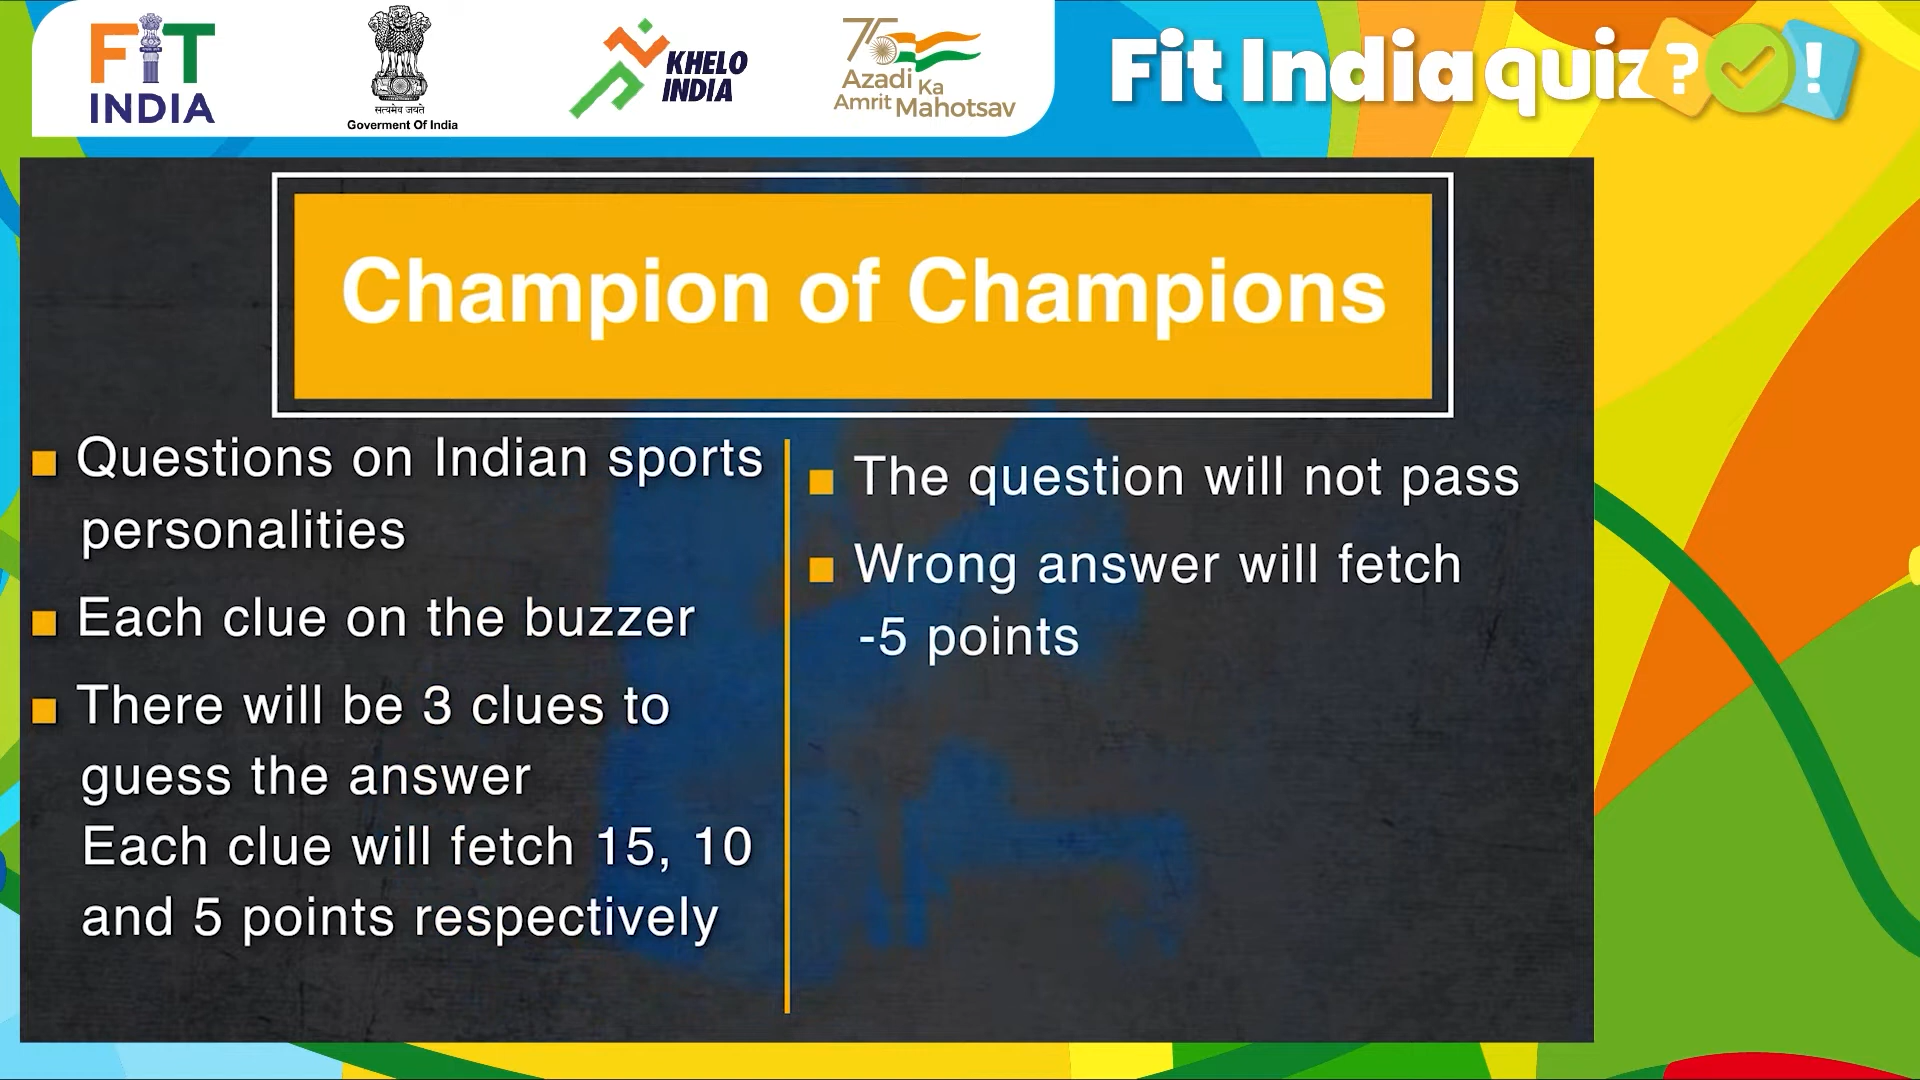 FIT
INDIA
सत्यमेव जयते
Goverment Of India
KHELO
INDIA
75
Azadi Ka
Amrit Mahotsav
Fit India quiz?!
Champion of Champions
Questions on Indian sports
personalities
Each clue on the buzzer
There will be 3 clues to
guess the answer
Each clue will fetch 15, 10
and 5 points respectively
The question will not pass
Wrong answer will fetch
-5 points